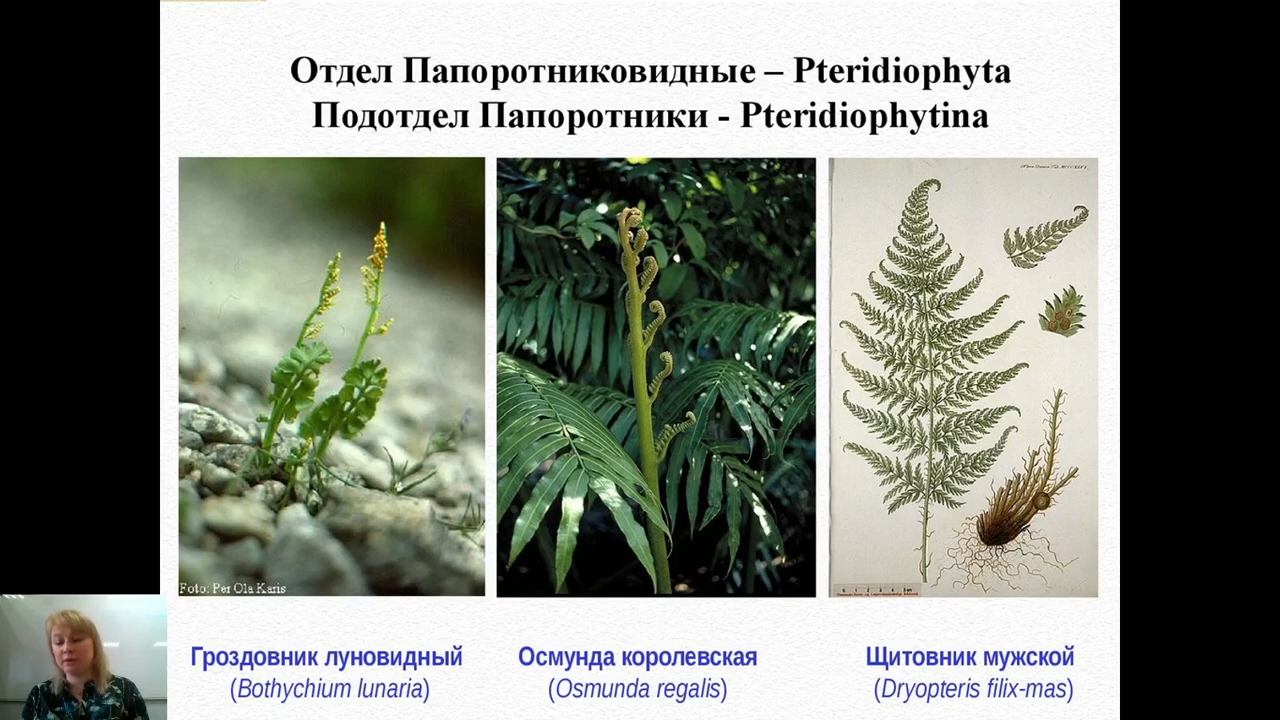 Отдел Папоротниковидные – Pteridiophyta
Подотдел Папоротники - Pteridiophytina
Foto: Per Ola Karis
Гроздовник луновидный
(Bothychium lunaria)
Осмунда королевская
(Osmunda regalis)
Щитовник мужской
(Dryopteris filix-mas)